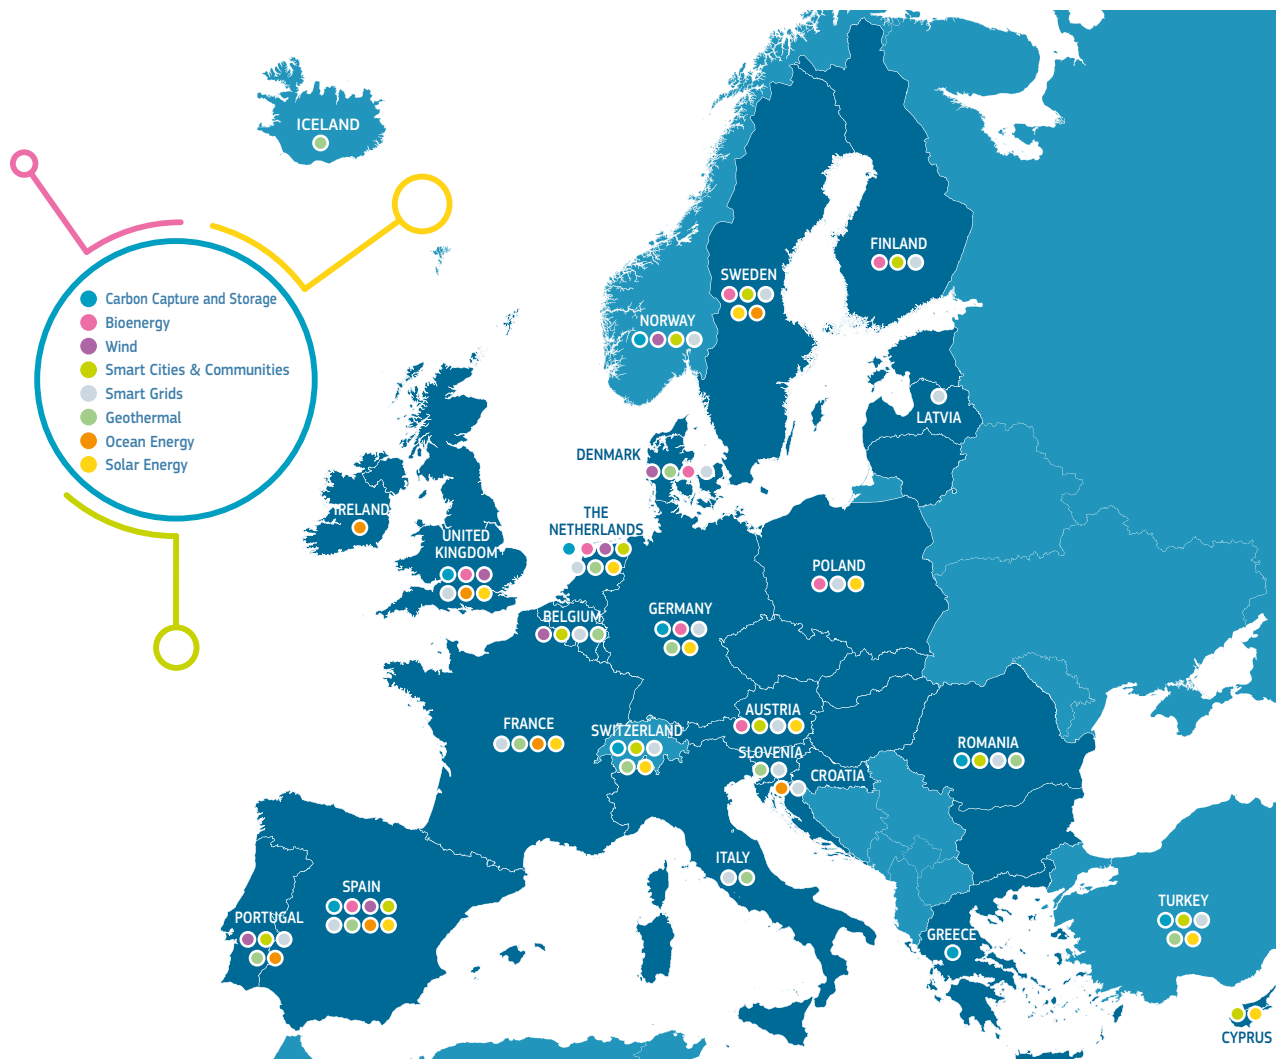 ICELAND
Carbon Capture and Storage
Bioenergy
Wind
Smart Cities & Communities
Smart Grids
Geothermal
Ocean Energy
Solar Energy
FINLAND
SWEDEN
NORWAY
LATVIA
DENMARK
IRELAND
THE
NETHERLANDS
UNITED
KINGDOM
POLAND
GERMANY
BELGIUM
AUSTRIA
FRANCE
SWITZERLAND
ROMANIA
SLOVENIA
CROATIA
ITALY
SPAIN
PORTUGAL
TURKEY
GREECE
CYPRUS